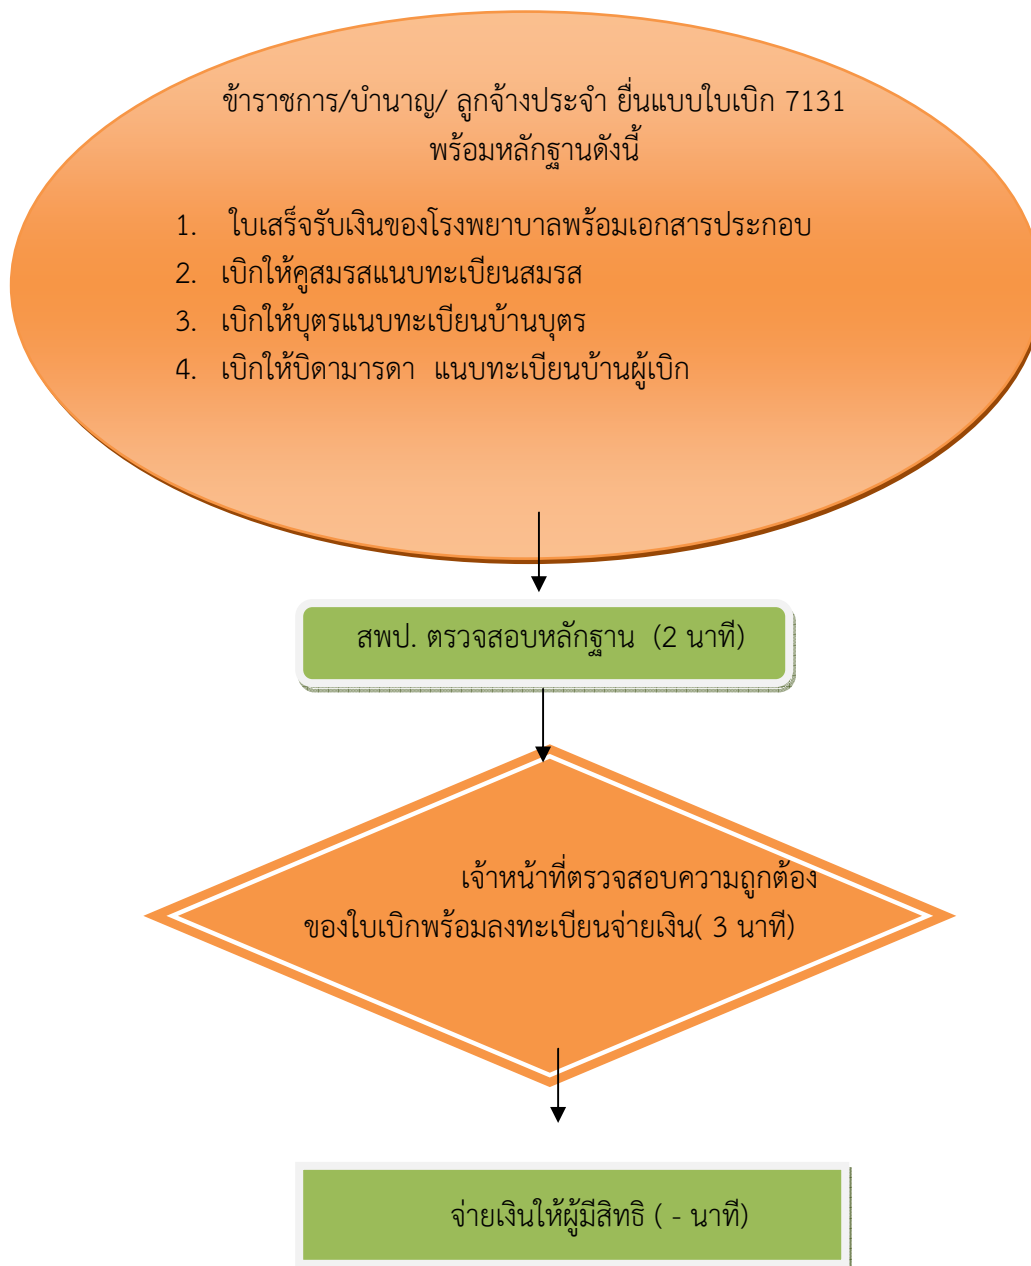 ข้าราชการ/บำนาญ/ ลูกจ้างประจำ ยื่นแบบใบเบิก 7131
พร้อมหลักฐานดังนี้
1. ใบเสร็จรับเงินของโรงพยาบาลพร้อมเอกสารประกอบ
2. เบิกให้คู่สมรสแนบทะเบียนสมรส
3. เบิกให้บุตรแนบทะเบียนบ้านบุตร
4. เบิกให้บิดามารดา แนบทะเบียนบ้านผู้เบิก
สพป. ตรวจสอบหลักฐาน (2 นาที)
เจ้าหน้าที่ตรวจสอบความถูกต้อง
ของใบเบิกพร้อมลงทะเบียนจ่ายเงิน( 3 นาที)
จ่ายเงินให้ผู้มีสิทธิ ( - นาที)